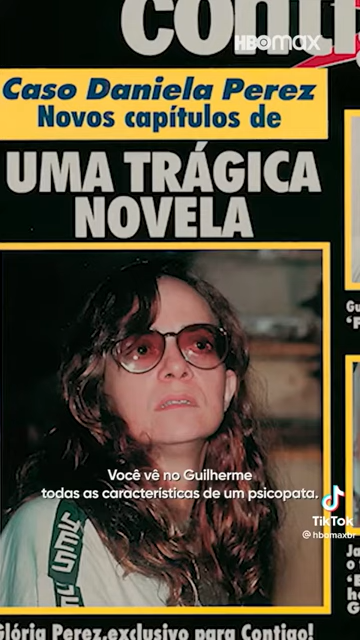 conti
HBOmax
Caso Daniela Perez
Novos capítulos de
UMA TRÁGICA
NOVELA
Você vê no Guilherme
todas as características de um psicopata.
TikTok
@hbomaxbr
Glória Perez, exclusivo para Contigo!